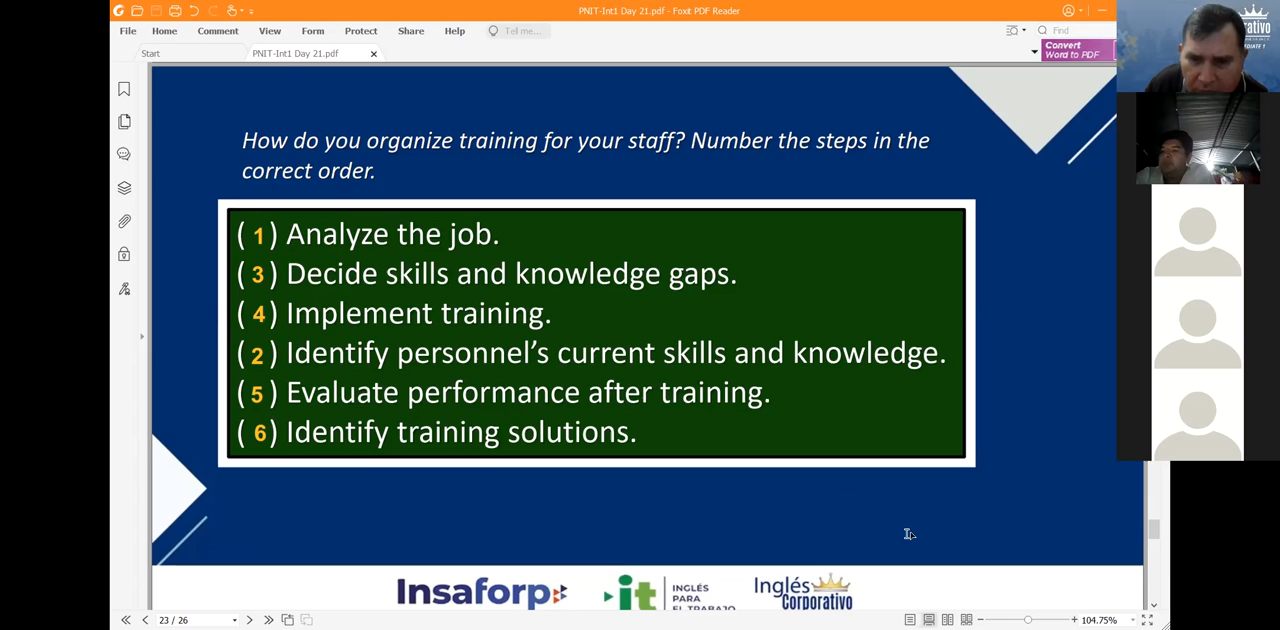 PNIT-Int1 Day 21.pdf - Foxit PDF Reader
File Home Comment View Form Protect Share Help Tell me... Find
Start PNIT-Int1 Day 21.pdf
Convert
Word to PDF
How do you organize training for your staff? Number the steps in the
correct order.
( 1 ) Analyze the job.
( 3 ) Decide skills and knowledge gaps.
( 4 ) Implement training.
( 2 ) Identify personnel’s current skills and knowledge.
( 5 ) Evaluate performance after training.
( 6 ) Identify training solutions.
Insaforp
it
INGLÉS
PARA
EL TRABAJO
Inglés
Corporativo
23 / 26
104.75%